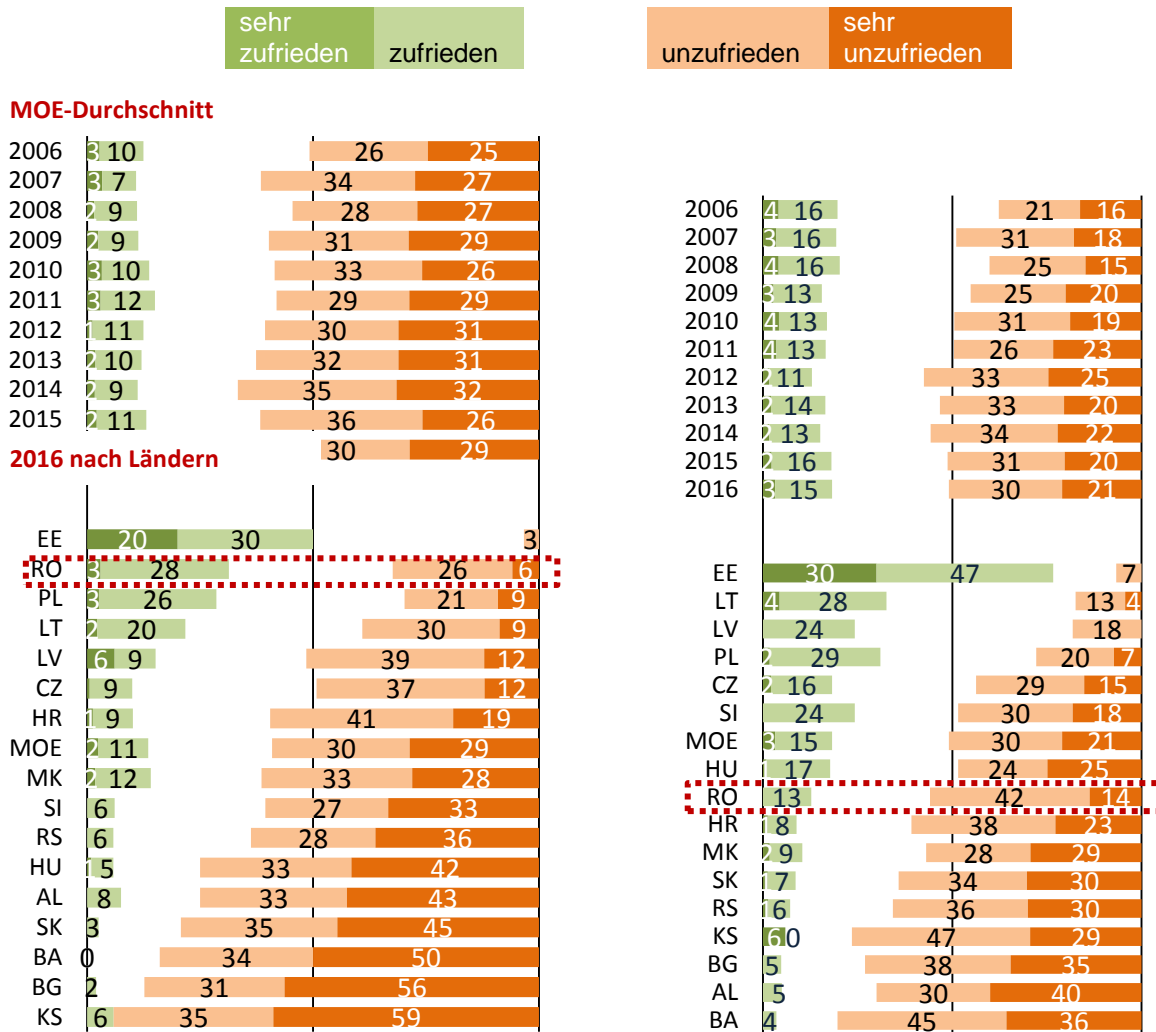 sehr
zufrieden zufrieden
unzufrieden sehr
unzufrieden
MOE-Durchschnitt
2006 3 10 26 25
2007 3 7 34 27
2008 2 9 28 27
2009 2 9 31 29
2010 3 10 33 26
2011 3 12 29 29
2012 1 11 30 31
2013 2 10 32 31
2014 2 9 35 32
2015 2 11 36 26
30 29
2016 nach Ländern
EE 20 30 3
RO 3 28 26 6
PL 3 26 21 9
LT 2 20 30 9
LV 6 9 39 12
CZ 9 37 12
HR 1 9 41 19
MOE 2 11 30 29
MK 2 12 33 28
SI 6 27 33
RS 6 28 36
HU 1 5 33 42
AL 8 33 43
SK 3 35 45
BA 0 34 50
BG 2 31 56
KS 6 35 59
2006 4 16 21 16
2007 3 16 31 18
2008 4 16 25 15
2009 3 13 25 20
2010 4 13 31 19
2011 4 13 26 23
2012 2 11 33 25
2013 2 14 33 20
2014 2 13 34 22
2015 2 16 31 20
2016 3 15 30 21
EE 30 47 7
LT 4 28 13 4
LV 24 18
PL 2 29 20 7
CZ 2 16 29 15
SI 24 30 18
MOE 3 15 30 21
HU 1 17 24 25
RO 13 42 14
HR 1 8 38 23
MK 2 9 28 29
SK 1 7 34 30
RS 1 6 36 30
KS 6 0 47 29
BG 5 38 35
AL 5 30 40
BA 4 45 36